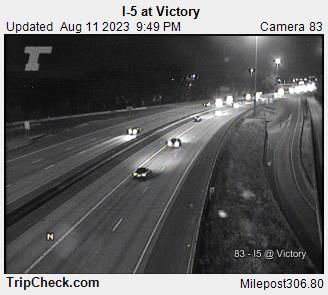 I-5 at Victory
Updated Aug 11 2023 9:49 PM Camera 83
T
N
83 - I5 @ Victory
TripCheck.com Milepost306.80